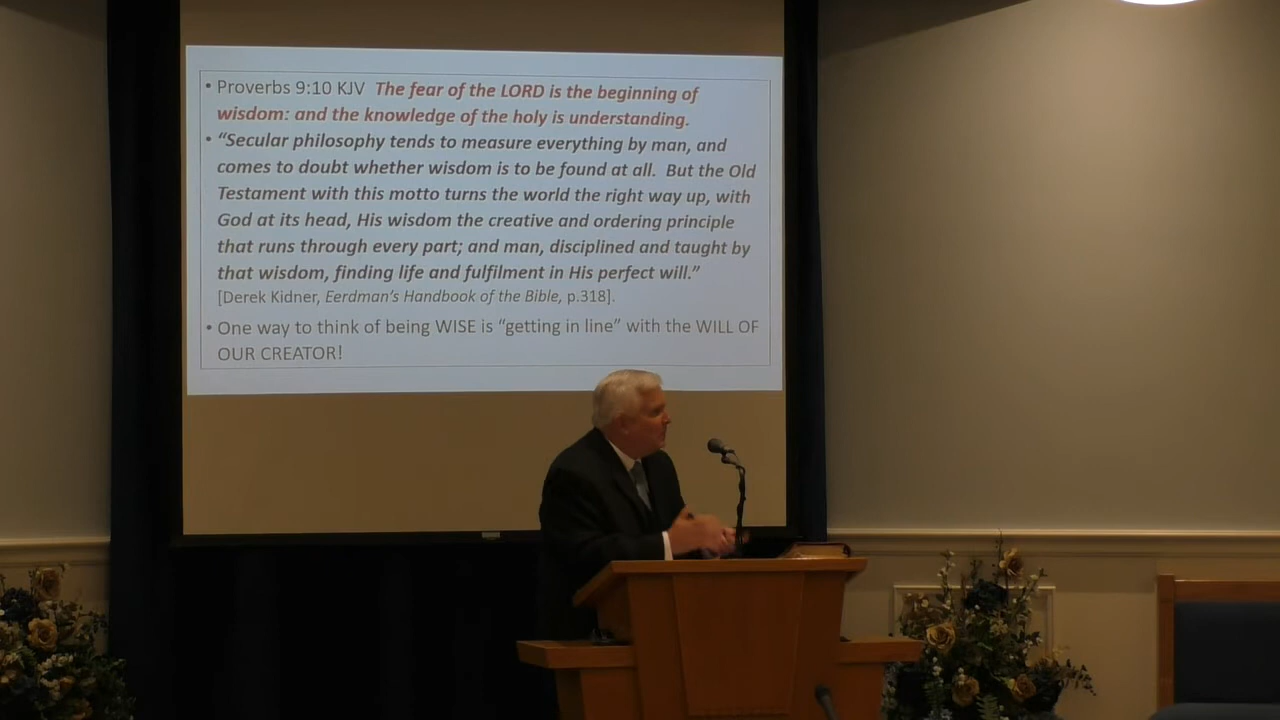 • Proverbs 9:10 KJV The fear of the LORD is the beginning of
wisdom: and the knowledge of the holy is understanding.
• “Secular philosophy tends to measure everything by man, and
comes to doubt whether wisdom is to be found at all. But the Old
Testament with this motto turns the world the right way up, with
God at its head, His wisdom the creative and ordering principle
that runs through every part; and man, disciplined and taught by
that wisdom, finding life and fulfilment in His perfect will.”
[Derek Kidner, Eerdman’s Handbook of the Bible, p.318].
• One way to think of being WISE is “getting in line” with the WILL OF
OUR CREATOR!